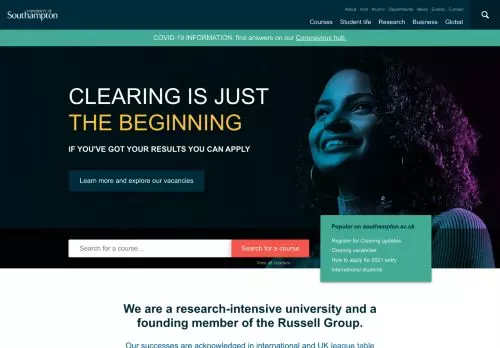 UNIVERSITY OF
Southampton
About Visit Alumni Departments News Events Contact
Courses Student life Research Business Global
COVID-19 INFORMATION: find answers on our Coronavirus hub.
CLEARING IS JUST
THE BEGINNING
IF YOU'VE GOT YOUR RESULTS YOU CAN APPLY
Learn more and explore our vacancies
Popular on southampton.ac.uk
Register for Clearing updates
Clearing vacancies
How to apply for 2021 entry
International students
Search for a course...
Search for a course
View all courses
We are a research-intensive university and a
founding member of the Russell Group.
Our successes are acknowledged in international and UK league table